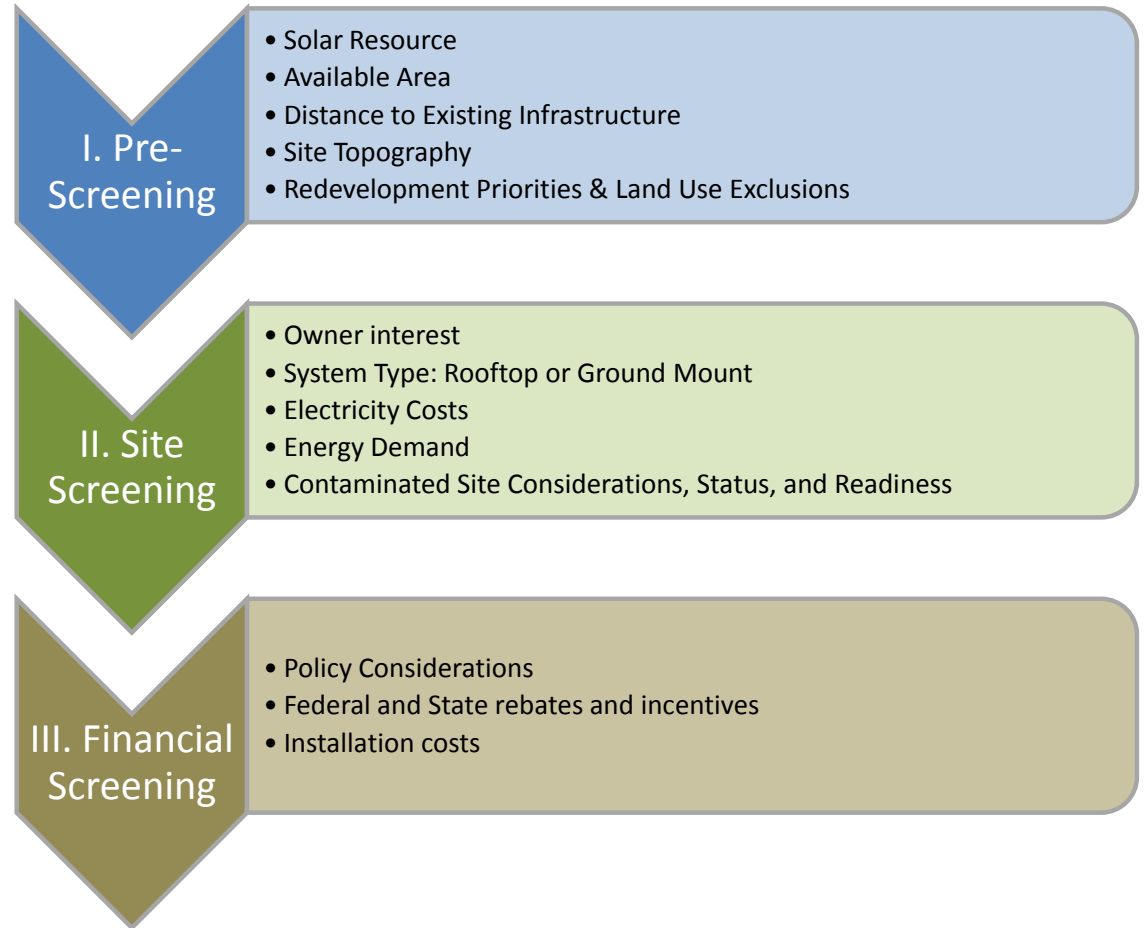 I. Pre-
Screening
• Solar Resource
• Available Area
• Distance to Existing Infrastructure
• Site Topography
• Redevelopment Priorities & Land Use Exclusions
II. Site
Screening
• Owner interest
• System Type: Rooftop or Ground Mount
• Electricity Costs
• Energy Demand
• Contaminated Site Considerations, Status, and Readiness
III. Financial
Screening
• Policy Considerations
• Federal and State rebates and incentives
• Installation costs